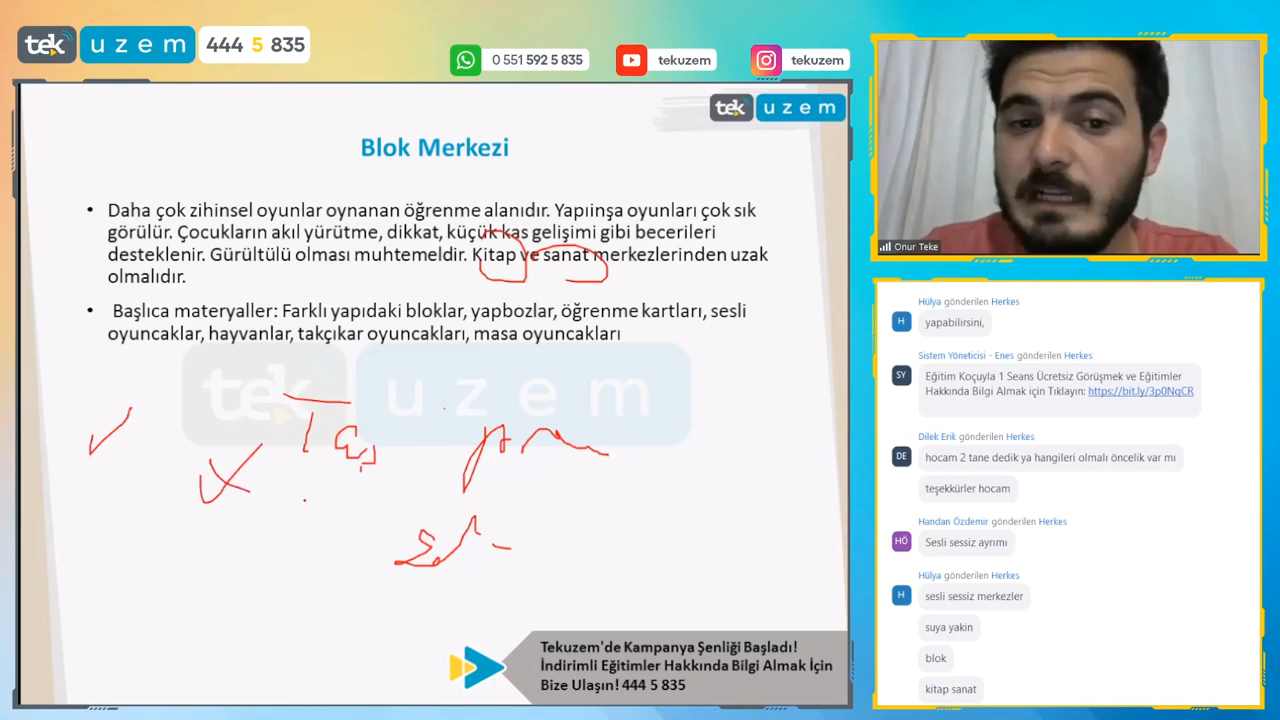 tek uzem 444 5 835
0 551 592 5 835
tekuzem
tekuzem
tek uzem
Blok Merkezi
• Daha çok zihinsel oyunlar oynanan öğrenme alanıdır. Yapıinşa oyunları çok sık
görülür. Çocukların akıl yürütme, dikkat, küçük kas gelişimi gibi becerileri
desteklenir. Gürültülü olması muhtemeldir. Kitap ve sanat merkezlerinden uzak
olmalıdır.
• Başlıca materyaller: Farklı yapıdaki bloklar, yapbozlar, öğrenme kartları, sesli
oyuncaklar, hayvanlar, takçıkar oyuncakları, masa oyuncakları
tek uzem
Tekuzem'de Kampanya Şenliği Başladı!
İndirimli Eğitimler Hakkında Bilgi Almak İçin
Bize Ulaşın! 444 5 835
Onur Teke
Hülya gönderilen Herkes
H yapabilirsini,
Sistem Yöneticisi - Enes gönderilen Herkes
SY Eğitim Koçuyla 1 Seans Ücretsiz Görüşmek ve Eğitimler
Hakkında Bilgi Almak için Tıklayın: https://bit.ly/3p0NqCR
Dilek Erik gönderilen Herkes
DE hocam 2 tane dedik ya hangileri olmalı öncelik var mı
teşekkürler hocam
Handan Özdemir gönderilen Herkes
HÖ Sesli sessiz ayrımı
Hülya gönderilen Herkes
H sesli sessiz merkezler
suya yakin
blok
kitap sanat